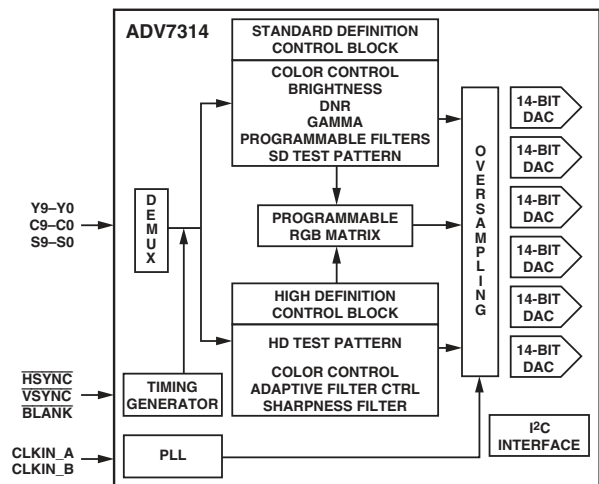 ADV7314
STANDARD DEFINITION
CONTROL BLOCK
COLOR CONTROL
BRIGHTNESS
DNR
GAMMA
PROGRAMMABLE FILTERS
SD TEST PATTERN
Y9–Y0
C9–C0
S9–S0
DEMUX
PROGRAMMABLE
RGB MATRIX
HIGH DEFINITION
CONTROL BLOCK
HD TEST PATTERN
COLOR CONTROL
ADAPTIVE FILTER CTRL
SHARPNESS FILTER
OVERSAMPLING
14-BIT
DAC
14-BIT
DAC
14-BIT
DAC
14-BIT
DAC
14-BIT
DAC
14-BIT
DAC
HSYNC
VSYNC
BLANK
TIMING
GENERATOR
CLKIN_A
CLKIN_B
PLL
I²C
INTERFACE